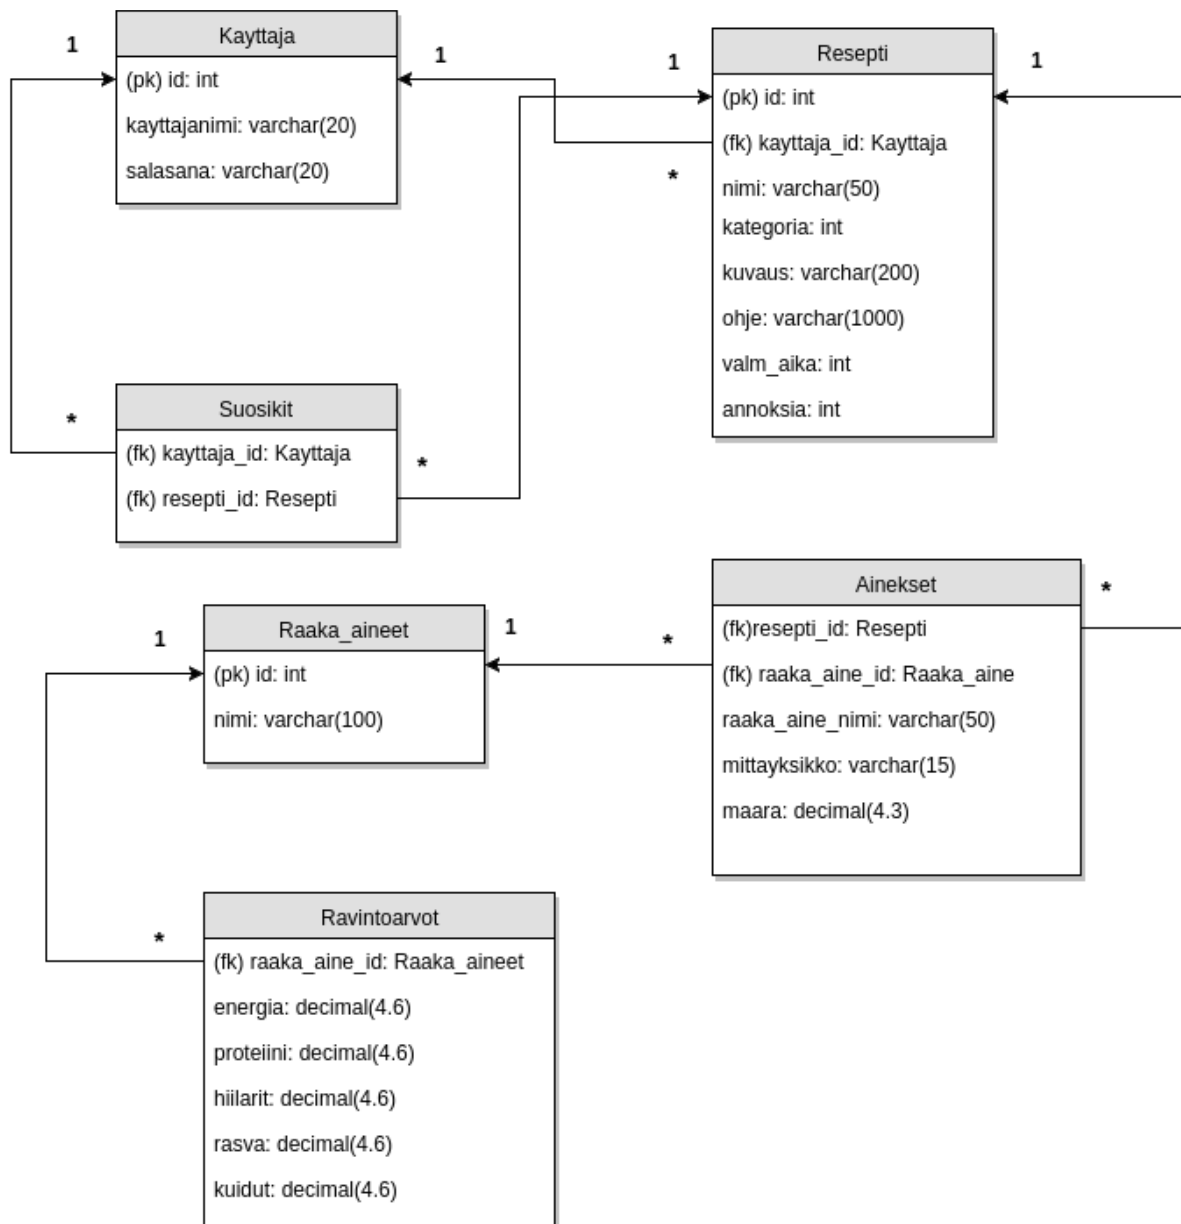 Kayttaja
(pk) id: int
kayttajanimi: varchar(20)
salasana: varchar(20)
1
1
1
1
Resepti
(pk) id: int
(fk) kayttaja_id: Kayttaja
nimi: varchar(50)
kategoria: int
kuvaus: varchar(200)
ohje: varchar(1000)
valm_aika: int
annoksia: int
*
*
Suosikit
(fk) kayttaja_id: Kayttaja
(fk) resepti_id: Resepti
*
1
Raaka_aineet
(pk) id: int
nimi: varchar(100)
1
*
Ainekset
(fk)resepti_id: Resepti
(fk) raaka_aine_id: Raaka_aine
raaka_aine_nimi: varchar(50)
mittayksikko: varchar(15)
maara: decimal(4.3)
*
*
Ravintoarvot
(fk) raaka_aine_id: Raaka_aineet
energia: decimal(4.6)
proteiini: decimal(4.6)
hiilarit: decimal(4.6)
rasva: decimal(4.6)
kuidut: decimal(4.6)